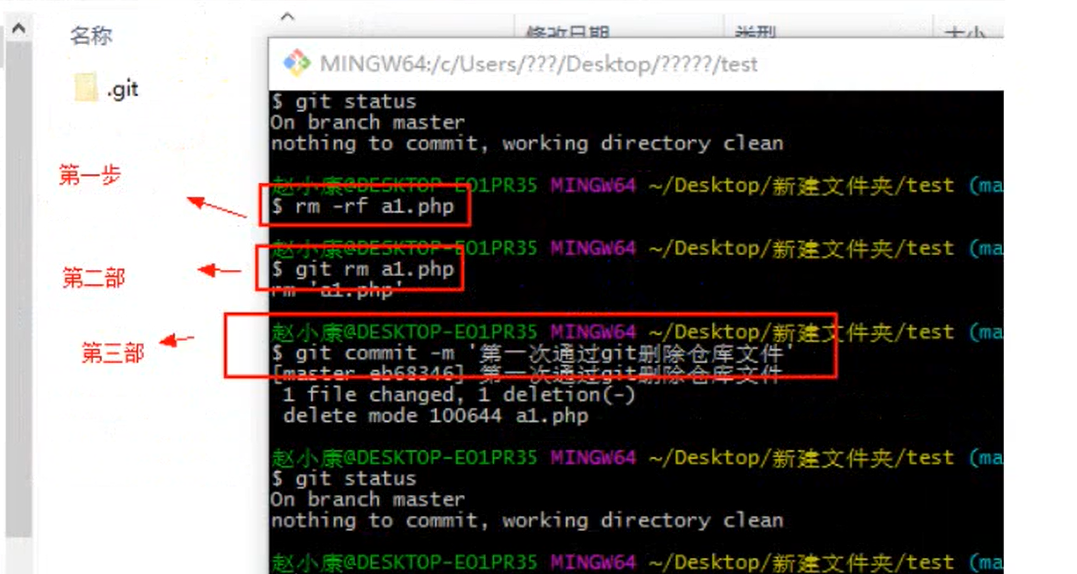 名称
修改日期
类型
大小
.git
MINGW64:/c/Users/???/Desktop/?????/test
$ git status
On branch master
nothing to commit, working directory clean
第一步
赵小康@DESKTOP-EO1PR35 MINGW64 ~/Desktop/新建文件夹/test (ma
$ rm -rf a1.php
赵小康@DESKTOP-EO1PR35 MINGW64 ~/Desktop/新建文件夹/test (ma
第二部
$ git rm a1.php
rm 'a1.php'
赵小康@DESKTOP-EO1PR35 MINGW64 ~/Desktop/新建文件夹/test (ma
第三部
$ git commit -m '第一次通过git删除仓库文件'
[master eb68346] 第一次通过git删除仓库文件
1 file changed, 1 deletion(-)
delete mode 100644 a1.php
赵小康@DESKTOP-EO1PR35 MINGW64 ~/Desktop/新建文件夹/test (ma
$ git status
On branch master
nothing to commit, working directory clean
赵小康@DESKTOP-EO1PR35 MINGW64 ~/Desktop/新建文件夹/test (ma